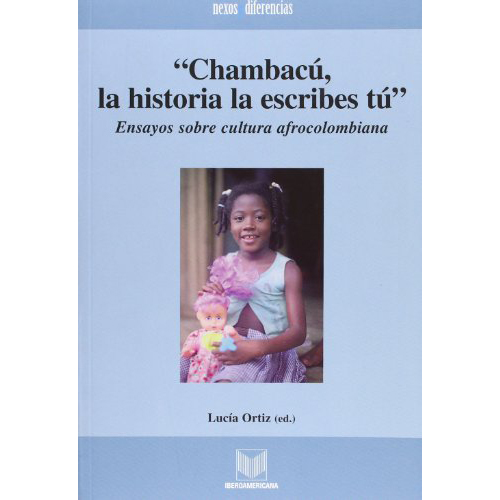 nexos diferencias
“Chambacú,
la historia la escribes tú”
Ensayos sobre cultura afrocolombiana
Lucía Ortiz (ed.)
IBEROAMERICANA